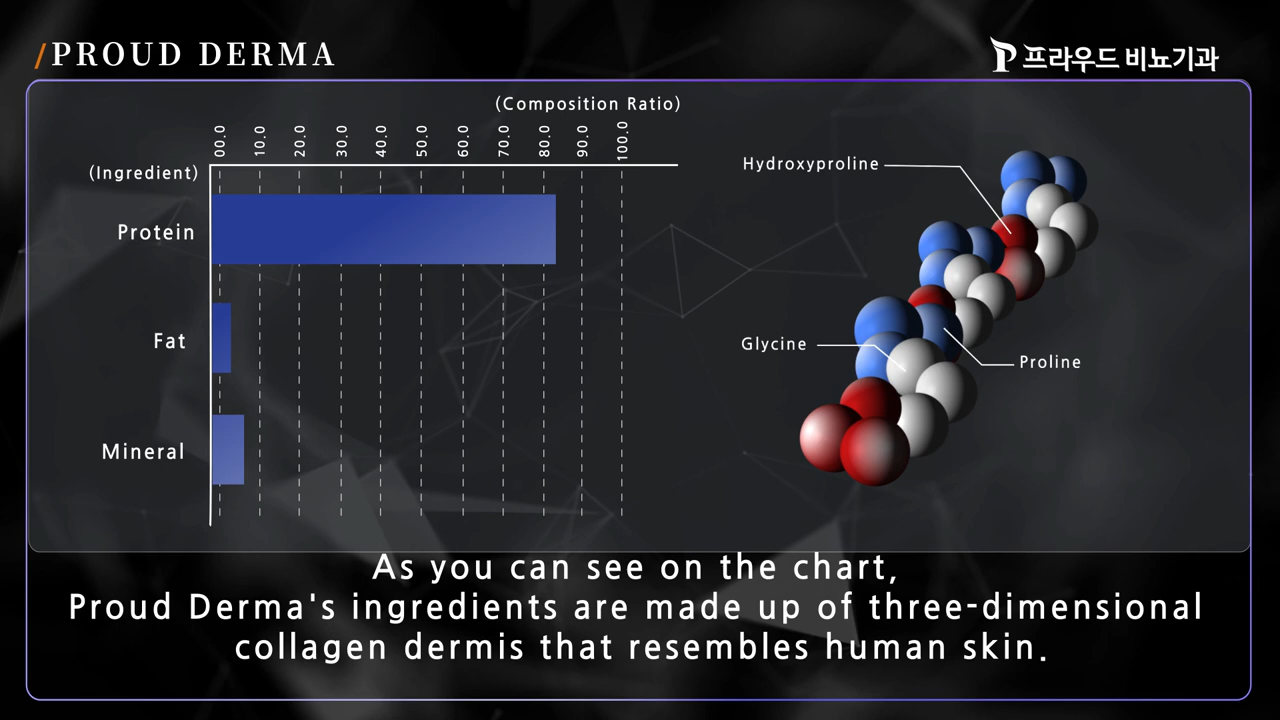 /PROUD DERMA
프라우드 비뇨기과
(Composition Ratio)
00.0 10.0 20.0 30.0 40.0 50.0 60.0 70.0 80.0 90.0 100.0
(Ingredient)
Protein
Fat
Mineral
Hydroxyproline
Glycine
Proline
As you can see on the chart,
Proud Derma's ingredients are made up of three-dimensional
collagen dermis that resembles human skin.